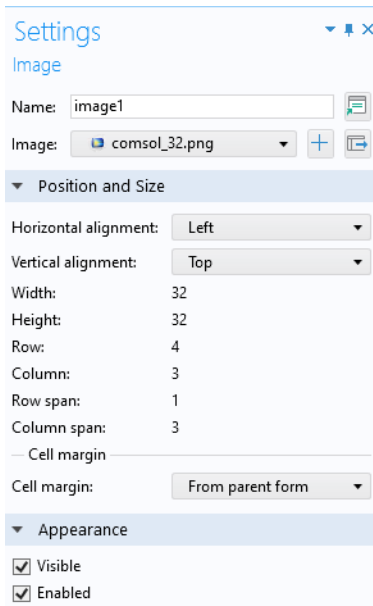 Settings
Image
Name: image1
Image: comsol_32.png
Position and Size
Horizontal alignment: Left
Vertical alignment: Top
Width: 32
Height: 32
Row: 4
Column: 3
Row span: 1
Column span: 3
Cell margin
Cell margin: From parent form
Appearance
Visible
Enabled